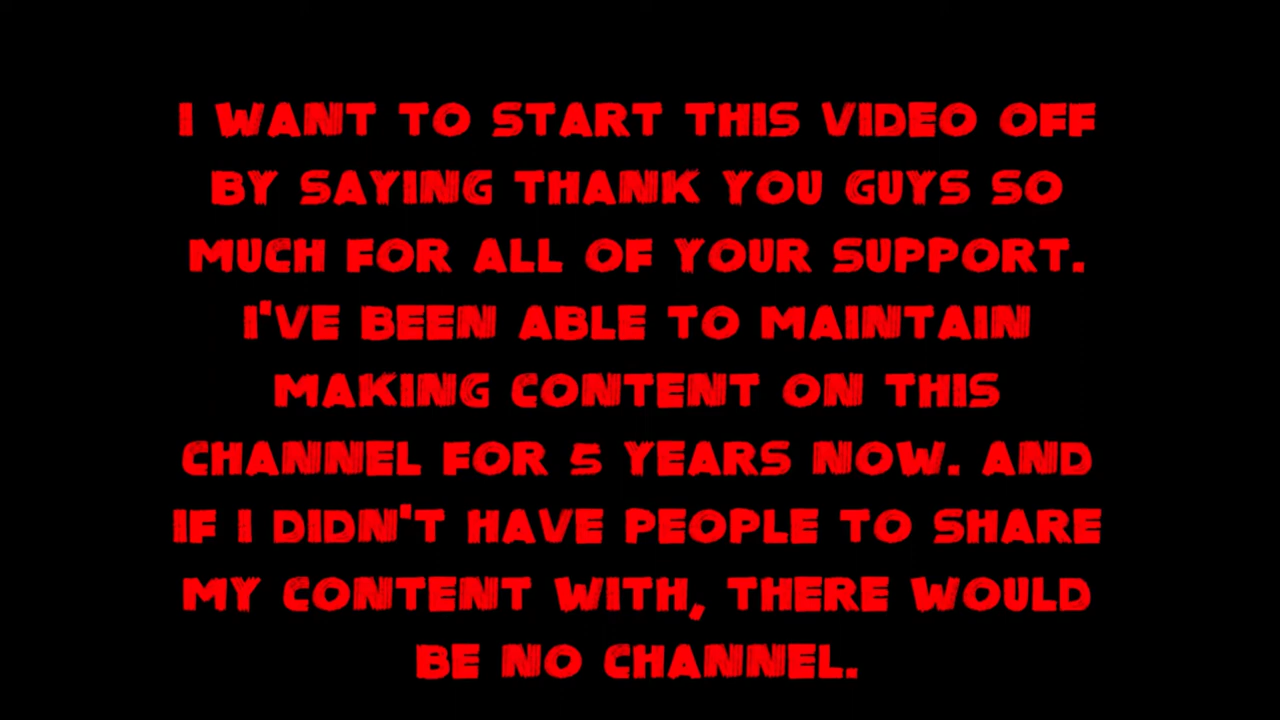 I WANT TO START THIS VIDEO OFF
BY SAYING THANK YOU GUYS SO
MUCH FOR ALL OF YOUR SUPPORT.
I'VE BEEN ABLE TO MAINTAIN
MAKING CONTENT ON THIS
CHANNEL FOR 5 YEARS NOW. AND
IF I DIDN'T HAVE PEOPLE TO SHARE
MY CONTENT WITH, THERE WOULD
BE NO CHANNEL.